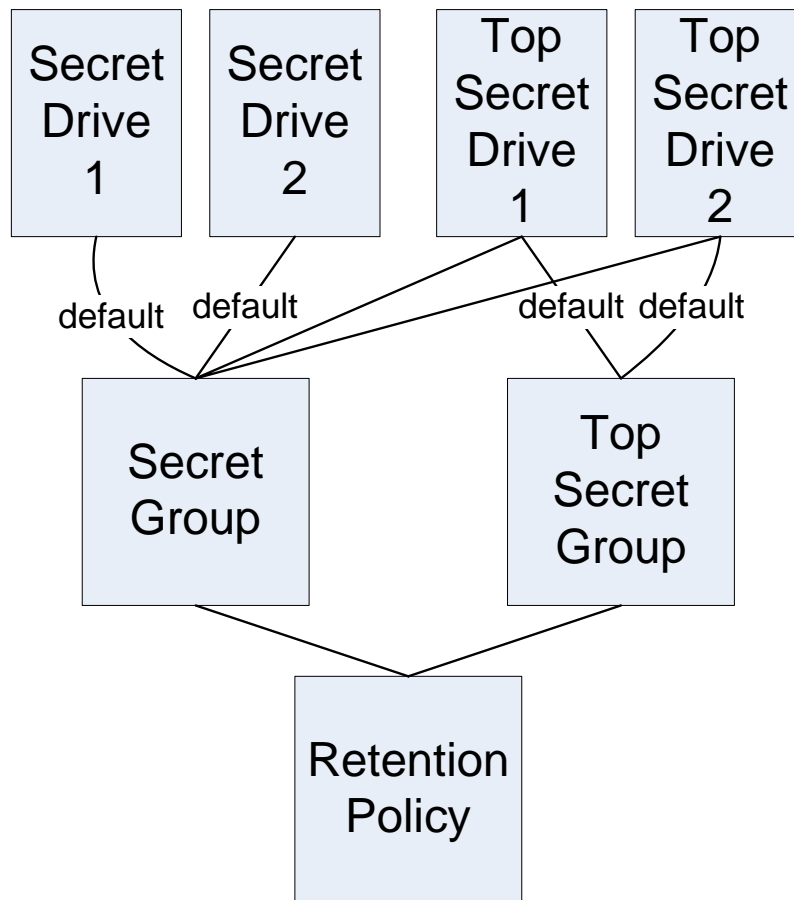 Secret
Drive
1
Secret
Drive
2
Top
Secret
Drive
1
Top
Secret
Drive
2
default
default
default
default
Secret
Group
Top
Secret
Group
Retention
Policy